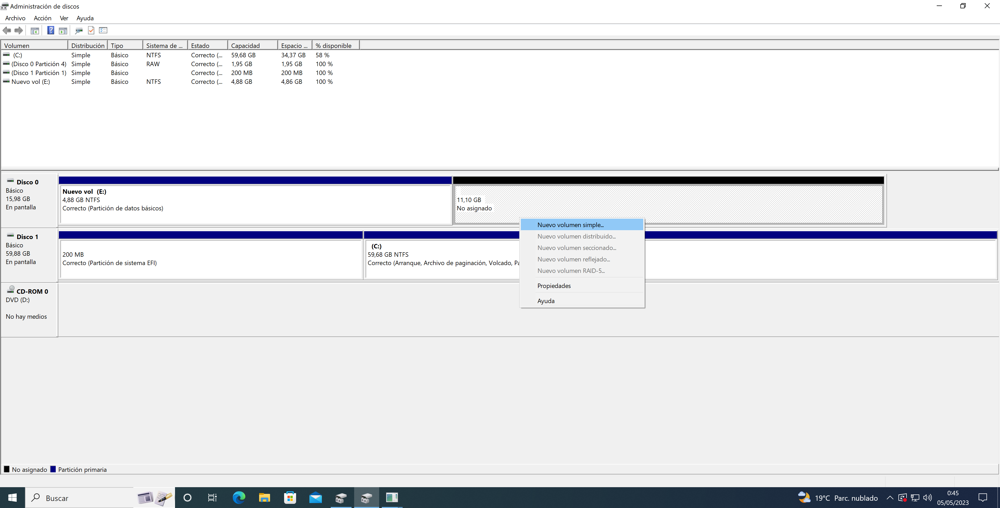 Administración de discos
Archivo Acción Ver Ayuda
Volumen Distribución Tipo Sistema de ... Estado Capacidad Espacio ... % disponible
(C:) Simple Básico NTFS Correcto (... 59,68 GB 34,37 GB 58 %
(Disco 0 Partición 4) Simple Básico RAW Correcto (... 1,95 GB 1,95 GB 100 %
(Disco 1 Partición 1) Simple Básico Correcto (... 200 MB 200 MB 100 %
Nuevo vol (E:) Simple Básico NTFS Correcto (... 4,88 GB 4,86 GB 100 %
Disco 0
Básico
15,98 GB
En pantalla
Nuevo vol (E:)
4,88 GB NTFS
Correcto (Partición de datos básicos)
11,10 GB
No asignado
Nuevo volumen simple...
Nuevo volumen distribuido...
Nuevo volumen seccionado...
Nuevo volumen reflejado...
Nuevo volumen RAID-5...
Propiedades
Ayuda
Disco 1
Básico
59,88 GB
En pantalla
200 MB
Correcto (Partición de sistema EFI)
(C:)
59,68 GB NTFS
Correcto (Arranque, Archivo de paginación, Volcado, Pa
CD-ROM 0
DVD (D:)
No hay medios
No asignado Partición primaria
Buscar
19°C Parc. nublado
0:45
05/05/2023